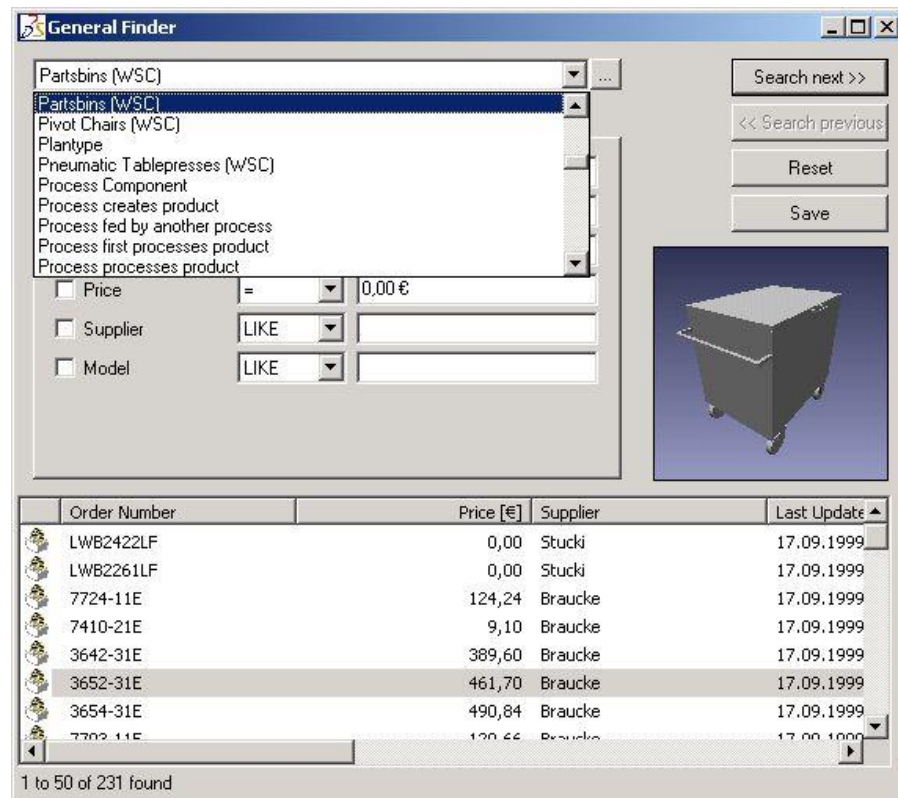 General Finder
Partsbins (WSC)
...
Search next >>
Partsbins (WSC)
Pivot Chairs (WSC)
<< Search previous
Plantype
Pneumatic Tablepresses (WSC)
Reset
Process Component
Process creates product
Save
Process fed by another process
Process first processes product
Process processes product
Price = 0,00 €
Supplier LIKE
Model LIKE
Order Number Price [€] Supplier Last Update
LWB2422LF 0,00 Stucki 17.09.1999
LWB2261LF 0,00 Stucki 17.09.1999
7724-11E 124,24 Braucke 17.09.1999
7410-21E 9,10 Braucke 17.09.1999
3642-31E 389,60 Braucke 17.09.1999
3652-31E 461,70 Braucke 17.09.1999
3654-31E 490,84 Braucke 17.09.1999
1 to 50 of 231 found